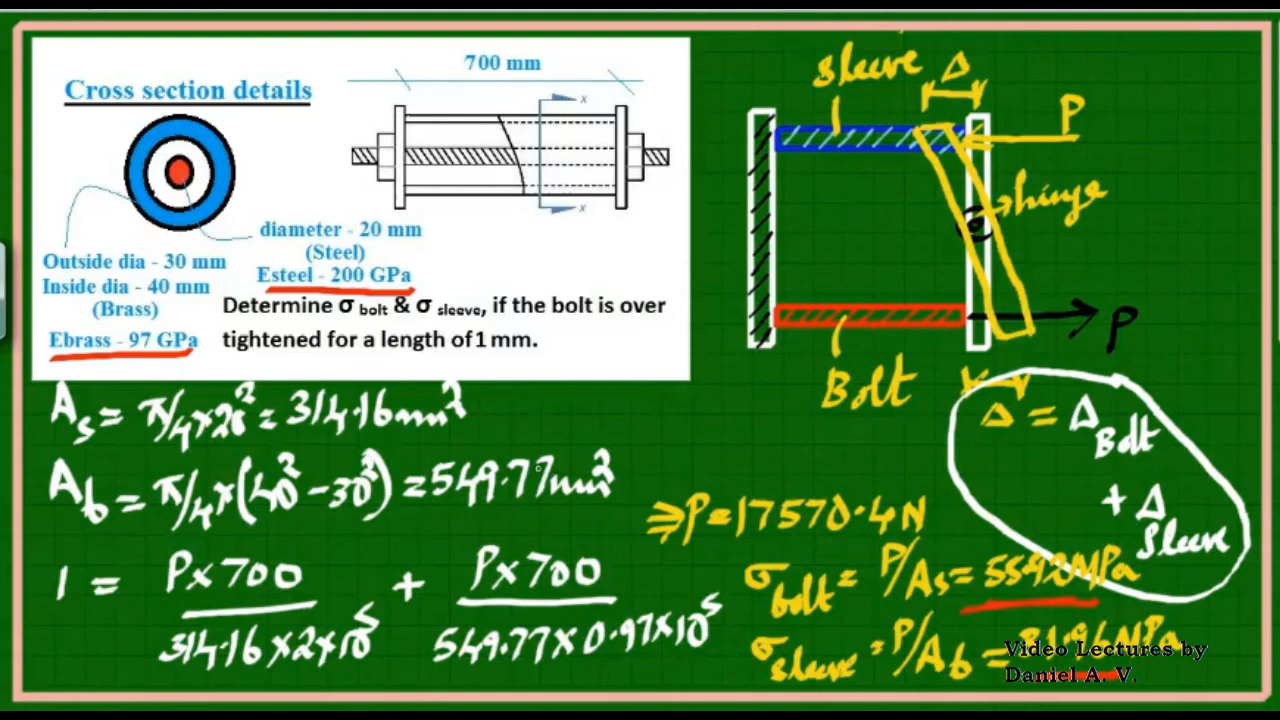 700 mm
Cross section details
x
x
diameter - 20 mm
(Steel)
Esteel - 200 GPa
Outside dia - 30 mm
Inside dia - 40 mm
(Brass)
Ebrass - 97 GPa
Determine σ bolt & σ sleeve, if the bolt is over
tightened for a length of 1 mm.
sleeve
Δ
P
hinge
P
Bolt
Δ = Δ Bolt
+ Δ Sleeve
As = π/4 × 20² = 314.16 mm²
Ab = π/4 × (40² - 30²) = 549.77 mm²
1 = P × 700 / 314.16 × 2 × 10⁵ + P × 700 / 549.77 × 0.97 × 10⁵
⇒ P = 17570.4 N
σ bolt = P/As =
σ sleeve = P/Ab =
Video Lectures by
Daniel A. V.